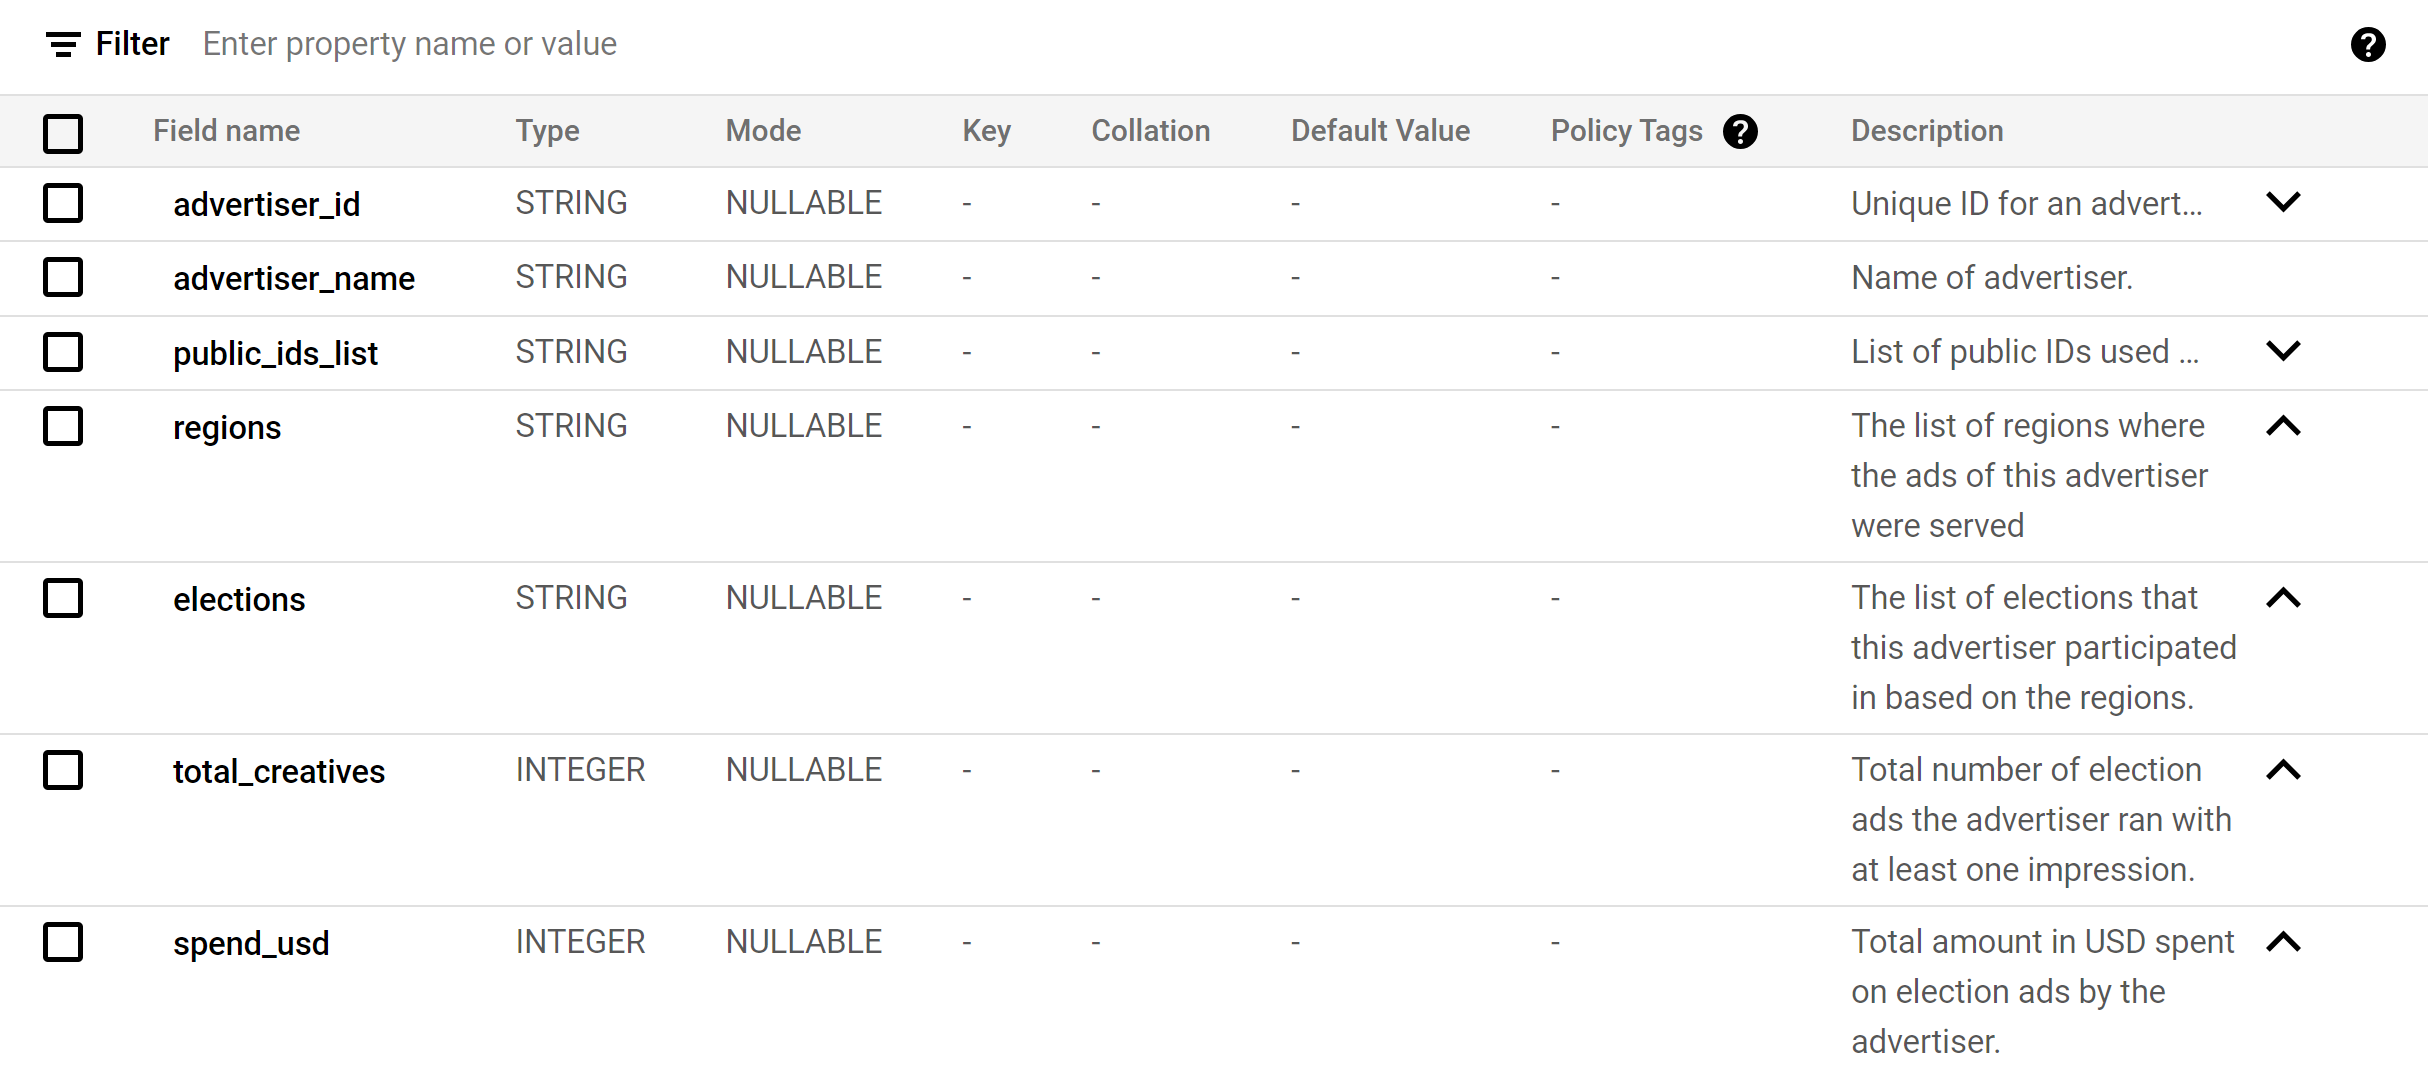 Filter Enter property name or value
Field name Type Mode Key Collation Default Value Policy Tags Description
advertiser_id STRING NULLABLE - - - - Unique ID for an advert...
advertiser_name STRING NULLABLE - - - - Name of advertiser.
public_ids_list STRING NULLABLE - - - - List of public IDs used ...
regions STRING NULLABLE - - - - The list of regions where
the ads of this advertiser
were served
elections STRING NULLABLE - - - - The list of elections that
this advertiser participated
in based on the regions.
total_creatives INTEGER NULLABLE - - - - Total number of election
ads the advertiser ran with
at least one impression.
spend_usd INTEGER NULLABLE - - - - Total amount in USD spent
on election ads by the
advertiser.